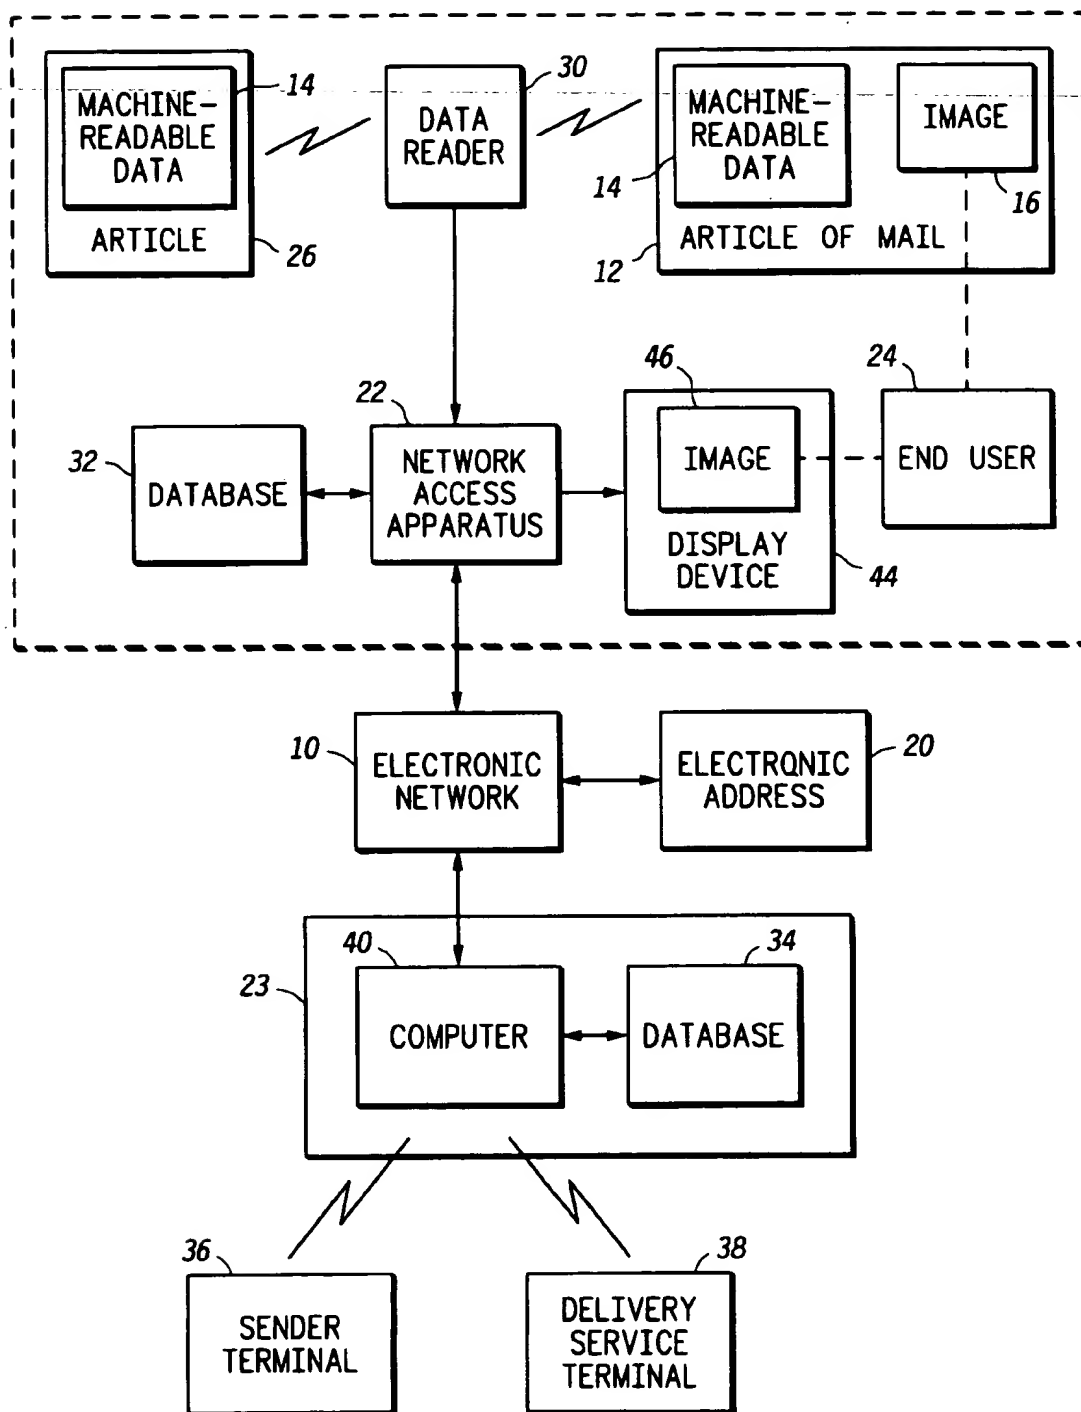 14
MACHINE-
READABLE
DATA
ARTICLE
26
30
DATA
READER
MACHINE-
READABLE
DATA
14
IMAGE
16
ARTICLE OF MAIL
12
32
DATABASE
22
NETWORK
ACCESS
APPARATUS
46
IMAGE
DISPLAY
DEVICE
44
24
END USER
10
ELECTRONIC
NETWORK
20
ELECTRONIC
ADDRESS
23
40
COMPUTER
34
DATABASE
36
SENDER
TERMINAL
38
DELIVERY
SERVICE
TERMINAL